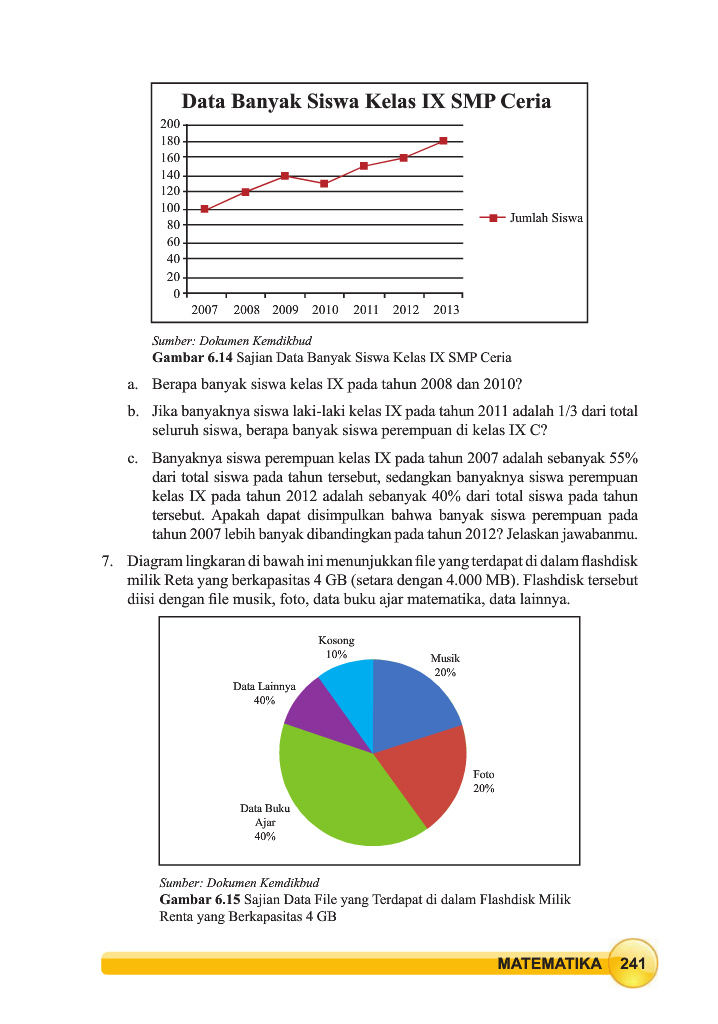 Data Banyak Siswa Kelas IX SMP Ceria
200
180
160
140
120
100
80
60
40
20
0
2007 2008 2009 2010 2011 2012 2013
Jumlah Siswa
Sumber: Dokumen Kemdikbud
Gambar 6.14 Sajian Data Banyak Siswa Kelas IX SMP Ceria
a. Berapa banyak siswa kelas IX pada tahun 2008 dan 2010?
b. Jika banyaknya siswa laki-laki kelas IX pada tahun 2011 adalah 1/3 dari total
seluruh siswa, berapa banyak siswa perempuan di kelas IX C?
c. Banyaknya siswa perempuan kelas IX pada tahun 2007 adalah sebanyak 55%
dari total siswa pada tahun tersebut, sedangkan banyaknya siswa perempuan
kelas IX pada tahun 2012 adalah sebanyak 40% dari total siswa pada tahun
tersebut. Apakah dapat disimpulkan bahwa banyak siswa perempuan pada
tahun 2007 lebih banyak dibandingkan pada tahun 2012? Jelaskan jawabanmu.
7. Diagram lingkaran di bawah ini menunjukkan file yang terdapat di dalam flashdisk
milik Reta yang berkapasitas 4 GB (setara dengan 4.000 MB). Flashdisk tersebut
diisi dengan file musik, foto, data buku ajar matematika, data lainnya.
Kosong
10%
Musik
20%
Data Lainnya
40%
Foto
20%
Data Buku
Ajar
40%
Sumber: Dokumen Kemdikbud
Gambar 6.15 Sajian Data File yang Terdapat di dalam Flashdisk Milik
Renta yang Berkapasitas 4 GB
MATEMATIKA 241